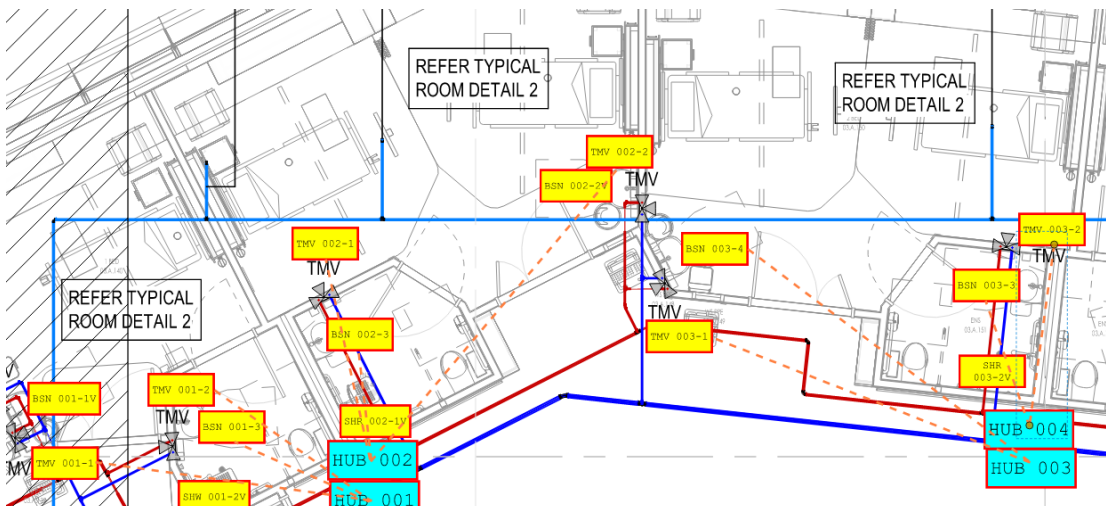 REFER TYPICAL
ROOM DETAIL 2
REFER TYPICAL
ROOM DETAIL 2
TMV 002-2
TMV
BSN 002-2V
TMV 002-1
TMV
BSN 003-4
TMV 003-2
TMV
BSN 003-3
REFER TYPICAL
ROOM DETAIL 2
BSN 002-3
TMV
TMV 003-1
SHR
003-2V
BSN 001-1V
TMV 001-2
TMV
BSN 001-3
SHR 002-1V
HUB 004
HUB 002
HUB 003
TMV 001-1
SHW 001-2V
HUB 001